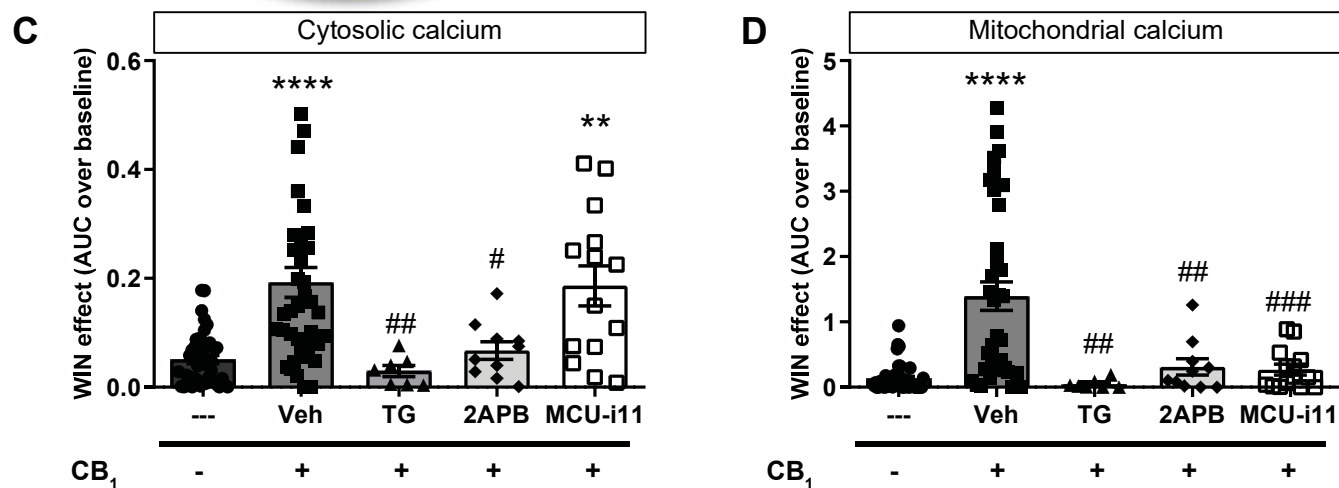 C
Cytosolic calcium
WIN effect (AUC over baseline)
0.6
0.4
0.2
0.0
****
##
#
**
--- Veh TG 2APB MCU-i11
CB1 - + + + +
D
Mitochondrial calcium
WIN effect (AUC over baseline)
5
4
3
2
1
0
****
##
##
###
--- Veh TG 2APB MCU-i11
CB1 - + + + +